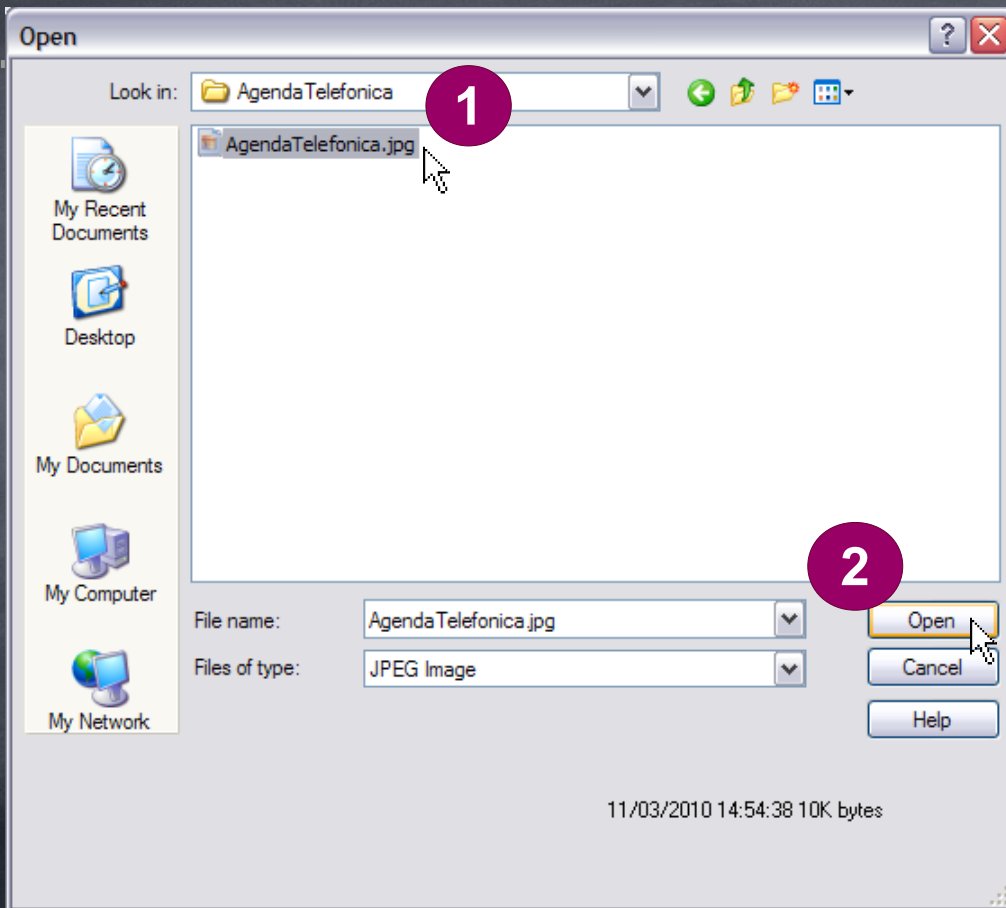 Open
?
Look in:
AgendaTelefonica
1
AgendaTelefonica.jpg
My Recent
Documents
Desktop
My Documents
My Computer
My Network
2
File name:
AgendaTelefonica.jpg
Open
Files of type:
JPEG Image
Cancel
Help
11/03/2010 14:54:38 10K bytes